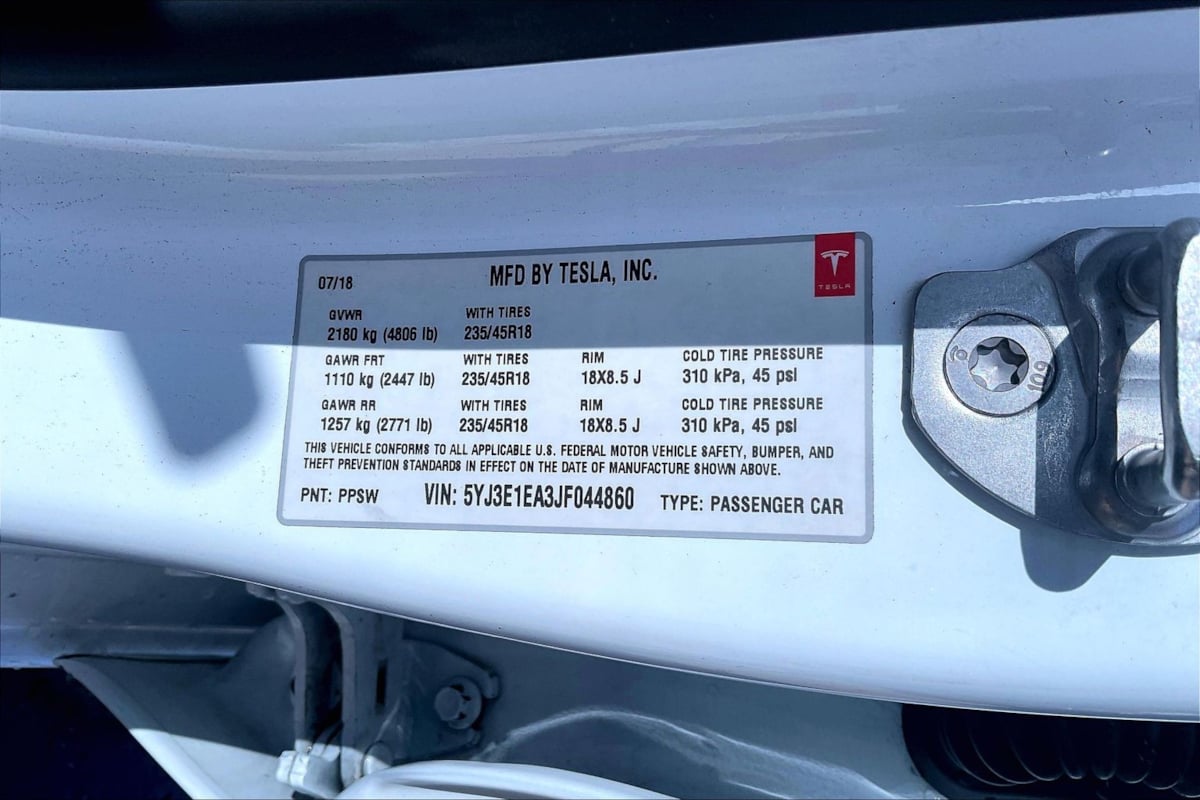 07/18 MFD BY TESLA, INC.
TESLA
GVWR WITH TIRES
2180 kg (4806 lb) 235/45R18
GAWR FRT WITH TIRES RIM COLD TIRE PRESSURE
1110 kg (2447 lb) 235/45R18 18X8.5 J 310 kPa, 45 psl
GAWR RR WITH TIRES RIM COLD TIRE PRESSURE
1257 kg (2771 lb) 235/45R18 18X8.5 J 310 kPa, 45 psl
THIS VEHICLE CONFORMS TO ALL APPLICABLE U.S. FEDERAL MOTOR VEHICLE SAFETY, BUMPER, AND
THEFT PREVENTION STANDARDS IN EFFECT ON THE DATE OF MANUFACTURE SHOWN ABOVE.
PNT: PPSW VIN: 5YJ3E1EA3JF044860 TYPE: PASSENGER CAR